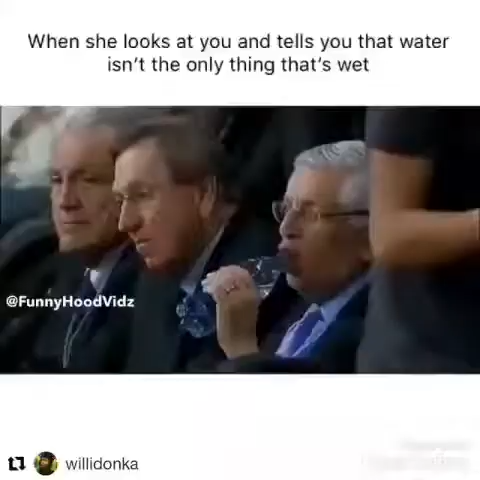 When she looks at you and tells you that water
isn't the only thing that's wet
@FunnyHoodVidz
willidonka